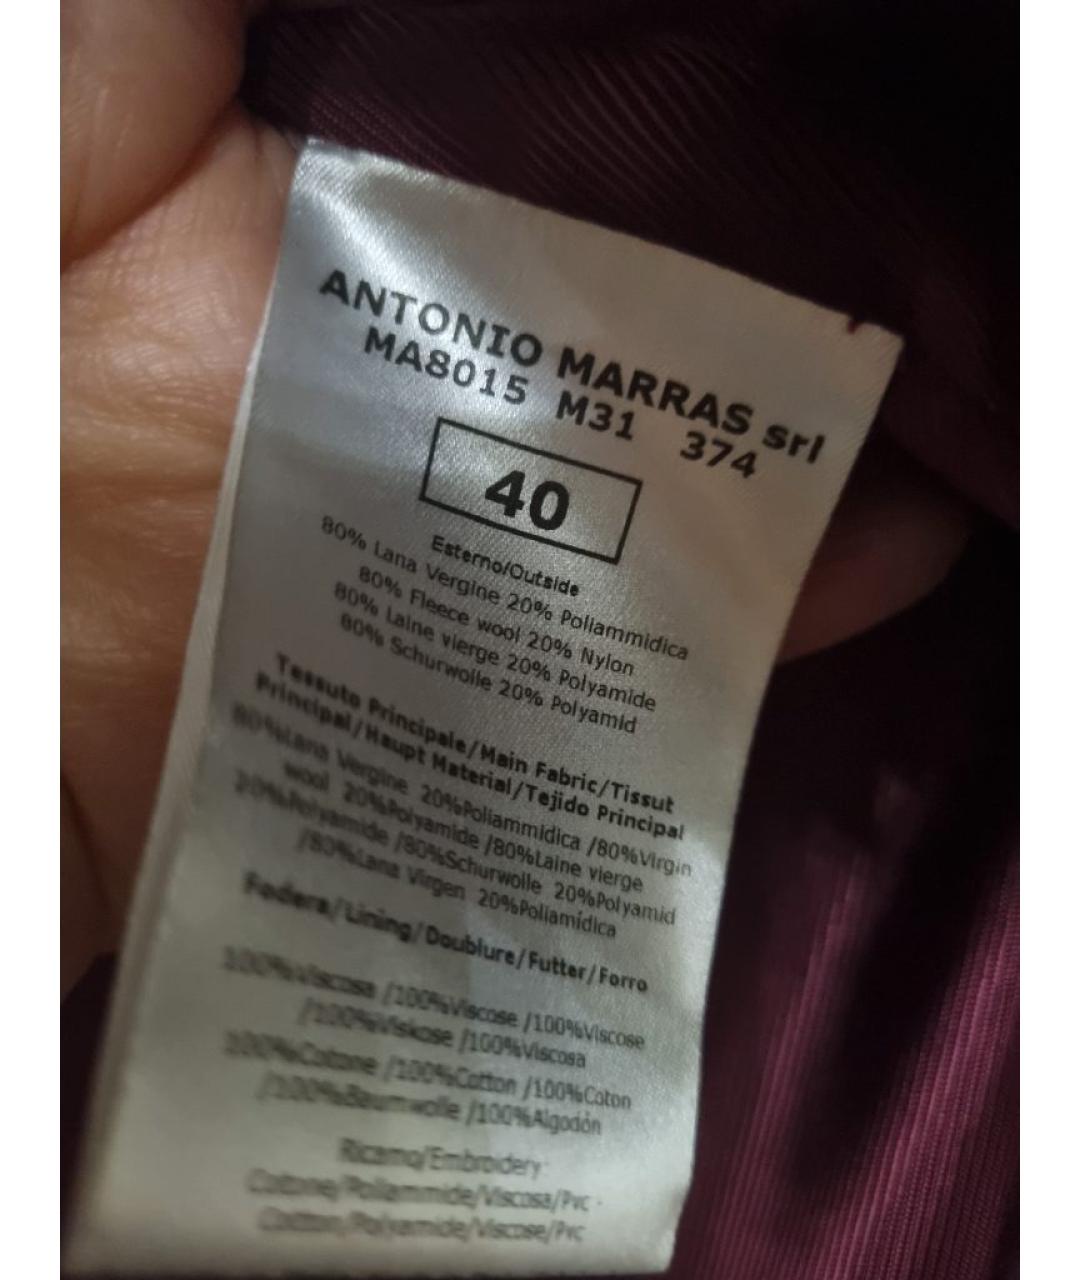 ANTONIO MARRAS srl
MA8015 M31 374
40
Esterno/Outside
80% Lana Vergine 20% Poliammidica
80% Fleece wool 20% Nylon
80% Laine vierge 20% Polyamide
80% Schurwolle 20% Polyamid
Tessuto Principale/Main Fabric/Tissut
Principal/Haupt Material/Tejido Principal
80%Lana Vergine 20%Poliammidica /80%Virgin
wool 20%Polyamide /80%Laine vierge
20%Polyamide /80%Schurwolle 20%Polyamid
/80%Lana Virgen 20%Poliamídica
Fodera/Lining/Doublure/Futter/Forro
100%Viscosa /100%Viscose /100%Viscose
/100%Viskose /100%Viscosa
100%Cotone /100%Cotton /100%Coton
/100%Baumwolle /100%Algodón
Ricamo/Embroidery:
Cotone/Poliammide/Viscosa/Pvc -
Cotton/Polyamide/Viscose/Pvc